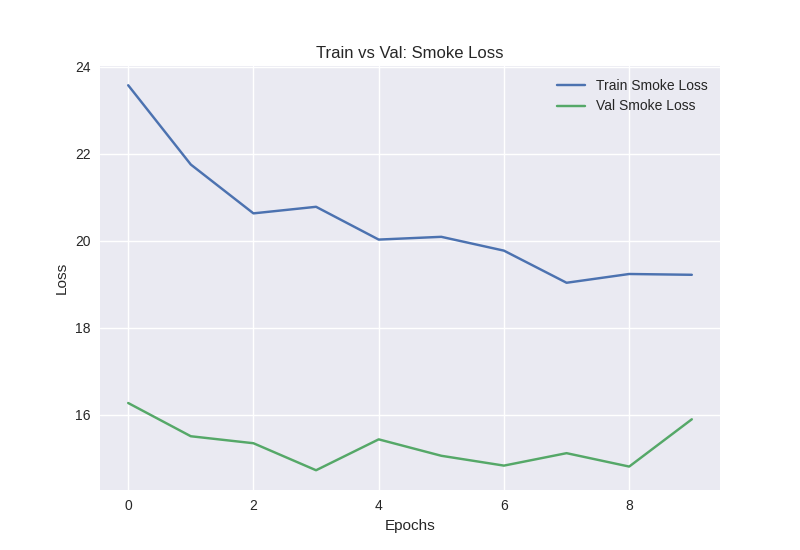 Train vs Val: Smoke Loss
Train Smoke Loss
Val Smoke Loss
24
22
20
18
16
Loss
0 2 4 6 8
Epochs